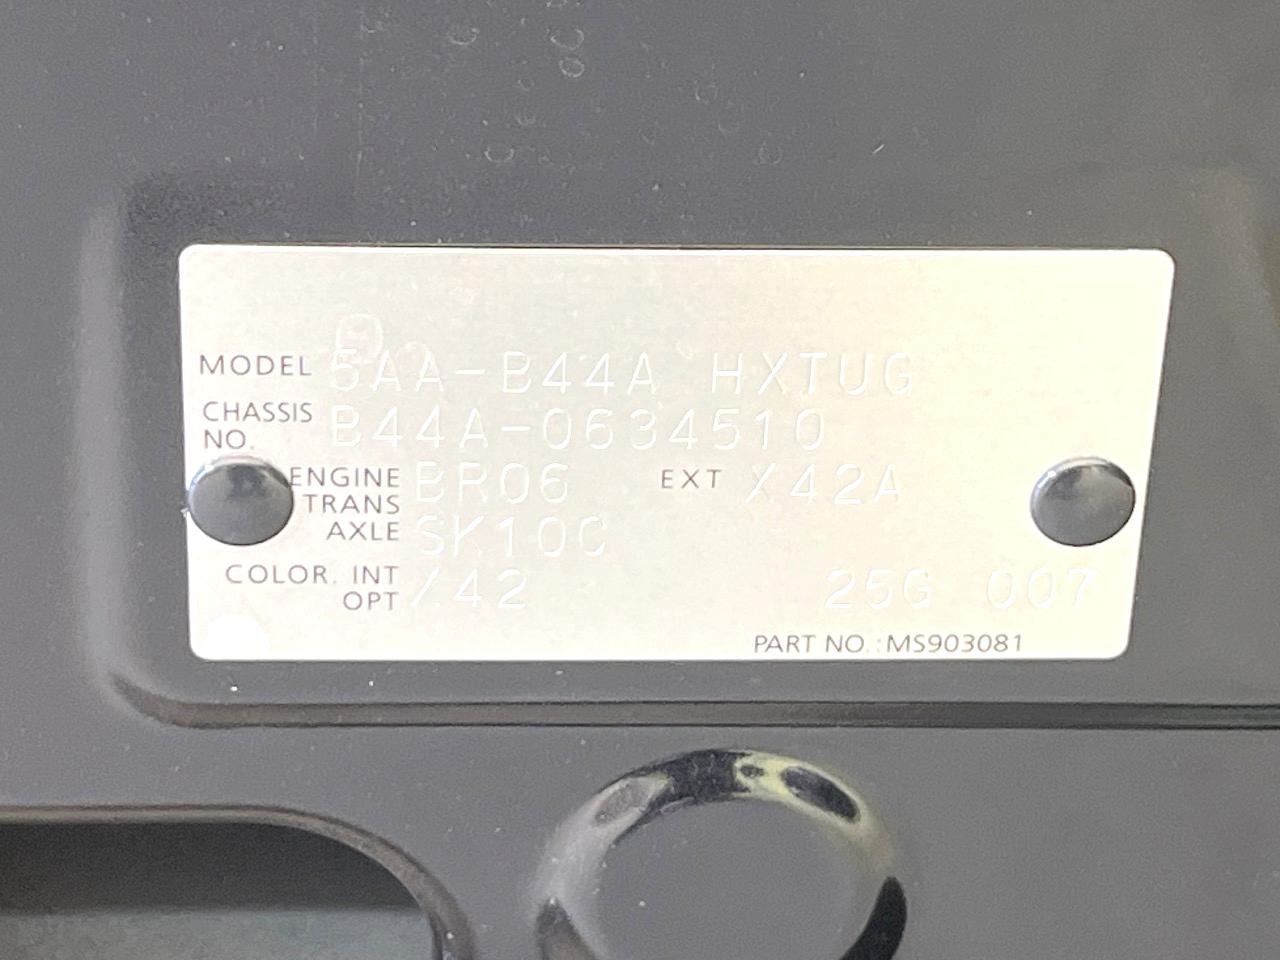 MODEL 5AA-B44A HXTUG
CHASSIS NO. B44A-0634510
ENGINE BR06 EXT X42A
TRANS AXLE SK10C
COLOR. INT OPT /42 25G 007
PART NO.:MS903081